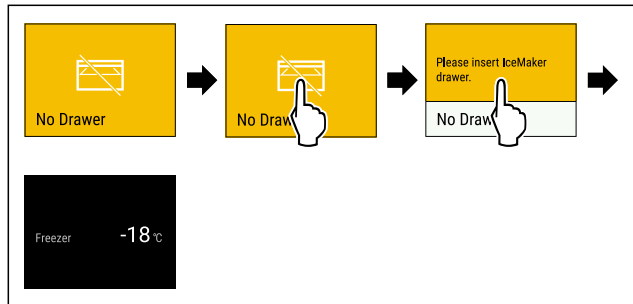 No Drawer
No Draw
Please insert IceMaker
drawer.
No Draw
Freezer -18 °C